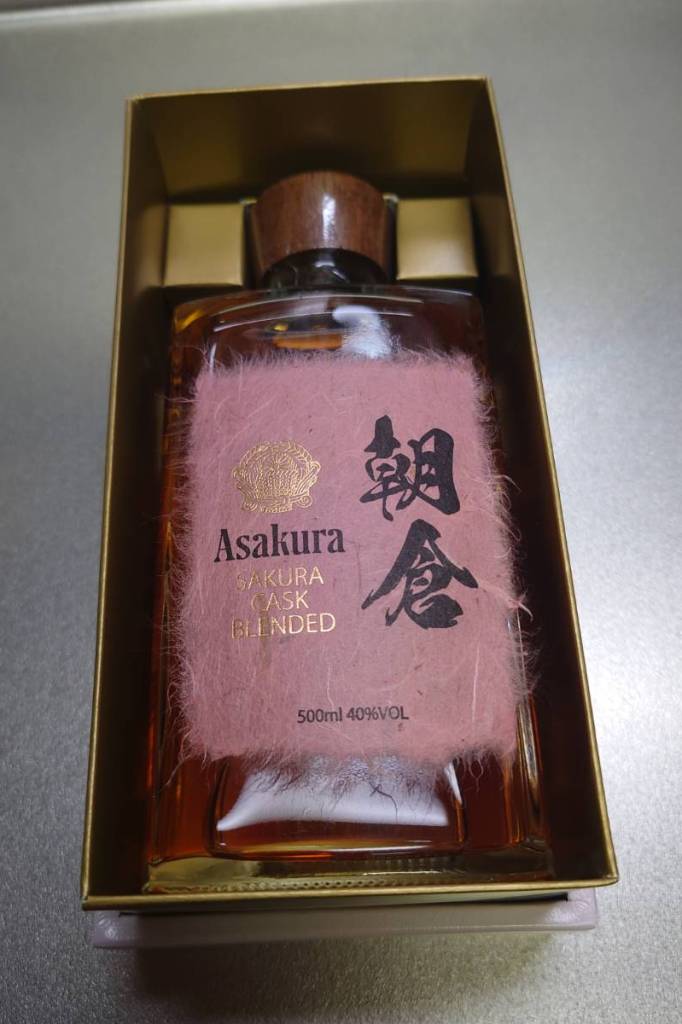 朝倉
Asakura
SAKURA
CASK
BLENDED
500ml 40%VOL